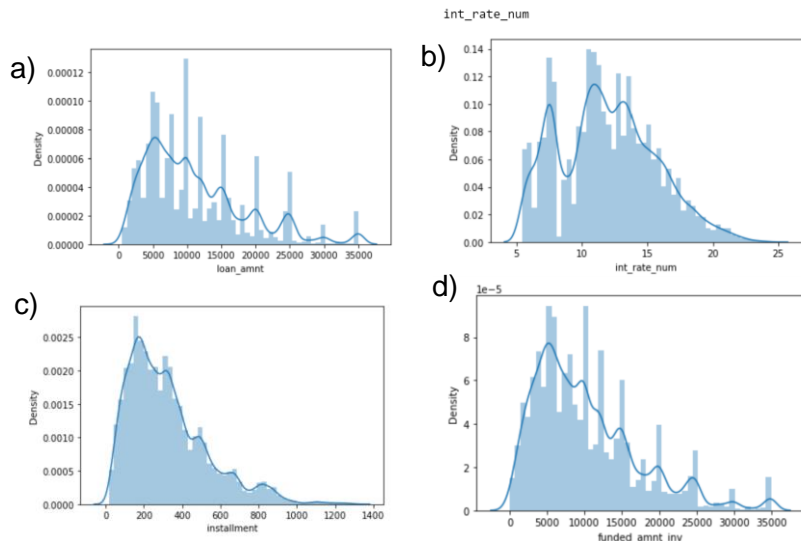 int_rate_num
a)
0.00012
0.00010
0.00008
0.00006
0.00004
0.00002
0.00000
Density
0 5000 10000 15000 20000 25000 30000 35000
loan_amnt
b)
0.14
0.12
0.10
0.08
0.06
0.04
0.02
0.00
Density
5 10 15 20 25
int_rate_num
c)
0.0025
0.0020
0.0015
0.0010
0.0005
0.0000
Density
0 200 400 600 800 1000 1200 1400
installment
d)
1e-5
8
6
4
2
0
Density
0 5000 10000 15000 20000 25000 30000 35000
funded_amnt_inv